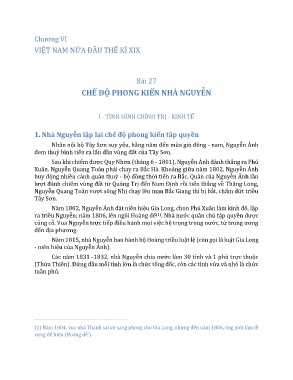 Chương VI
VIỆT NAM NỬA ĐẦU THẾ KỈ XIX
Bài 27
CHẾ ĐỘ PHONG KIẾN NHÀ NGUYỄN
I - TÌNH HÌNH CHÍNH TRỊ - KINH TẾ
1. Nhà Nguyễn lập lại chế độ phong kiến tập quyền
Nhân nội bộ Tây Sơn suy yếu, hằng năm đến mùa gió đông - nam, Nguyễn Ánh
đem thuỷ binh tiến ra lấn dần vùng đất của Tây Sơn.
Sau khi chiếm được Quy Nhơn (tháng 6 - 1801), Nguyễn Ánh đánh thẳng ra Phú
Xuân. Nguyễn Quang Toản phải chạy ra Bắc Hà. Khoảng giữa năm 1802, Nguyễn Ánh
huy động nhiều cánh quân thuỷ - bộ đồng thời tiến ra Bắc. Quân của Nguyễn Ánh lần
lượt đánh chiếm vùng đất từ Quảng Trị đến Nam Định rồi tiến thẳng về Thăng Long,
Nguyễn Quang Toản vượt sông Nhị chạy lên mạn Bắc Giang thì bị bắt, chấm dứt triều
Tây Sơn.
Năm 1802, Nguyễn Ánh đặt niên hiệu Gia Long, chọn Phú Xuân làm kinh đô, lập
ra triều Nguyễn; năm 1806, lên ngôi Hoàng đế(1). Nhà nước quân chủ tập quyền được
củng cố. Vua Nguyễn trực tiếp điều hành mọi việc hệ trọng trong nước, từ trung ương
đến địa phương.
Năm 1815, nhà Nguyễn ban hành bộ Hoàng triều luật lệ (còn gọi là luật Gia Long
- niên hiệu của Nguyễn Ánh).
Các năm 1831 -1832, nhà Nguyễn chia nước làm 30 tỉnh và 1 phủ trực thuộc
(Thừa Thiên). Đứng đầu mỗi tỉnh lớn là chức tổng đốc, còn các tỉnh vừa và nhỏ là chức
tuần phủ.
(1) Năm 1804, vua nhà Thanh sai sứ sang phong cho Gia Long, nhưng đến năm 1806, ông mới làm lễ
xưng đế hiệu (Hoàng đế).